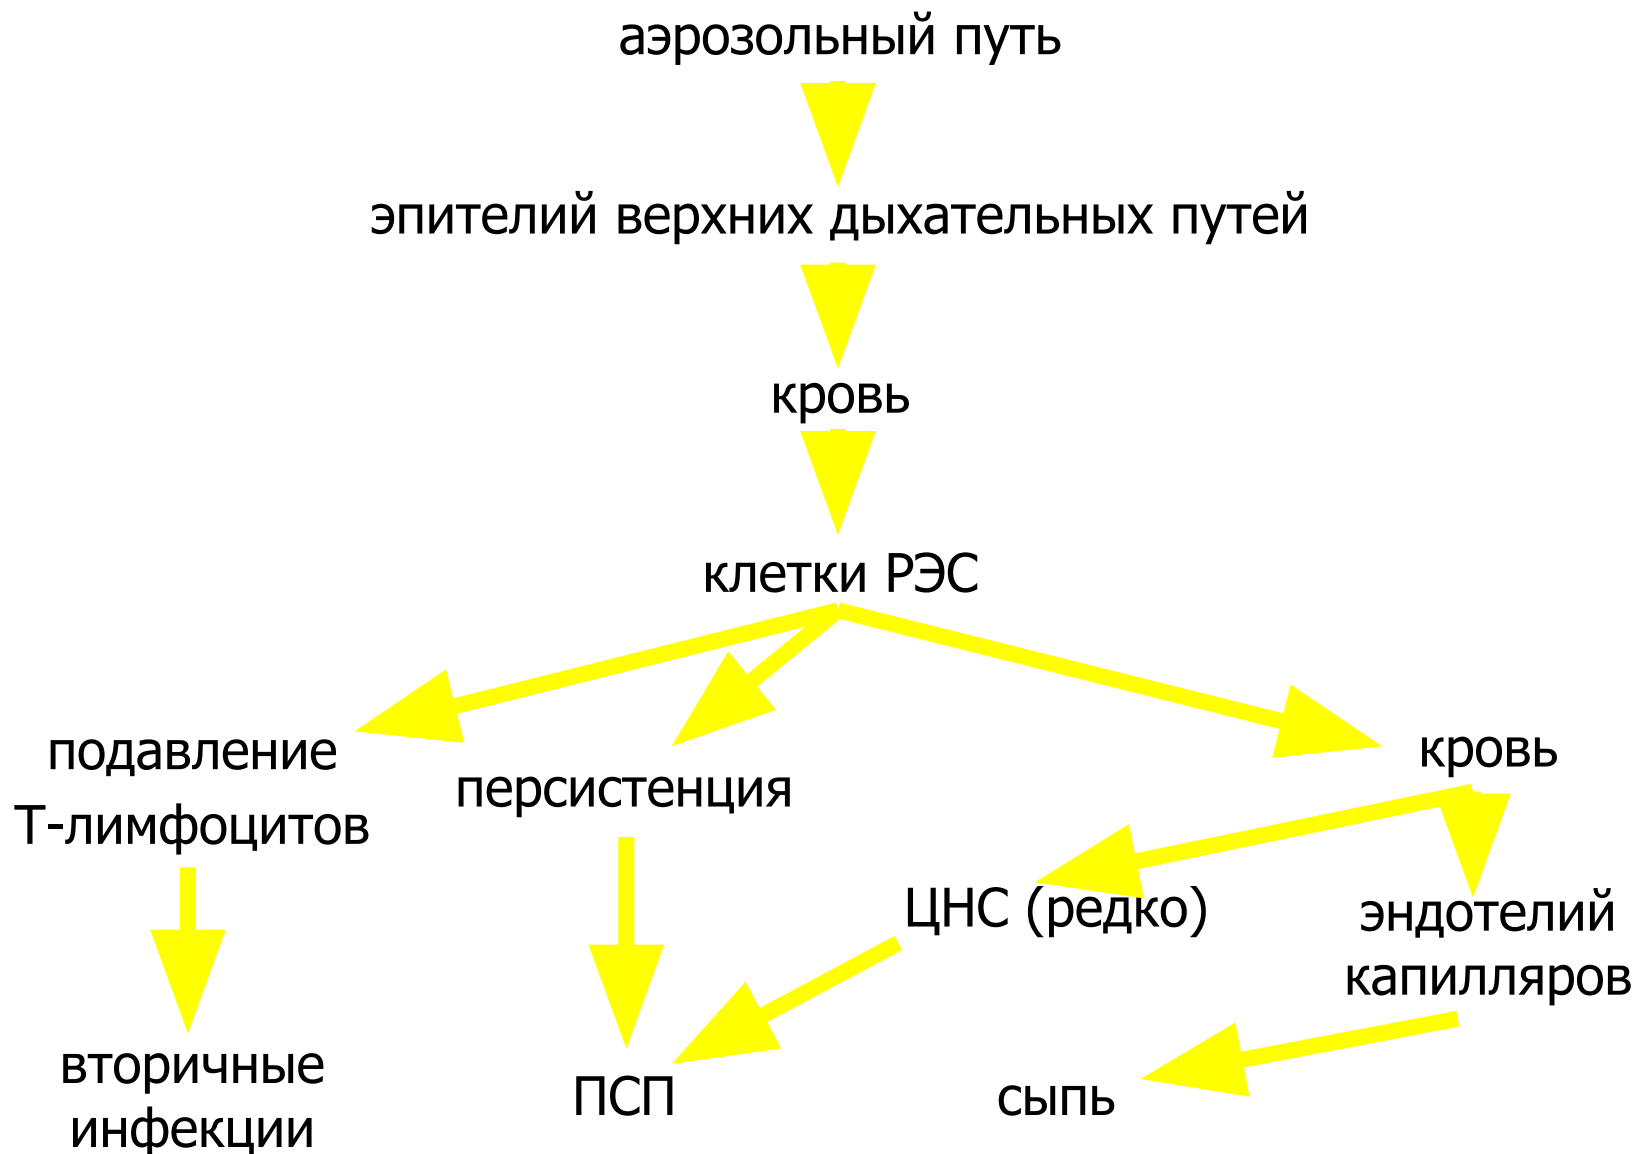 аэрозольный путь
эпителий верхних дыхательных путей
кровь
клетки РЭС
подавление
Т-лимфоцитов
персистенция
кровь
ЦНС (редко)
эндотелий
капилляров
вторичные
инфекции
ПСП
сыпь